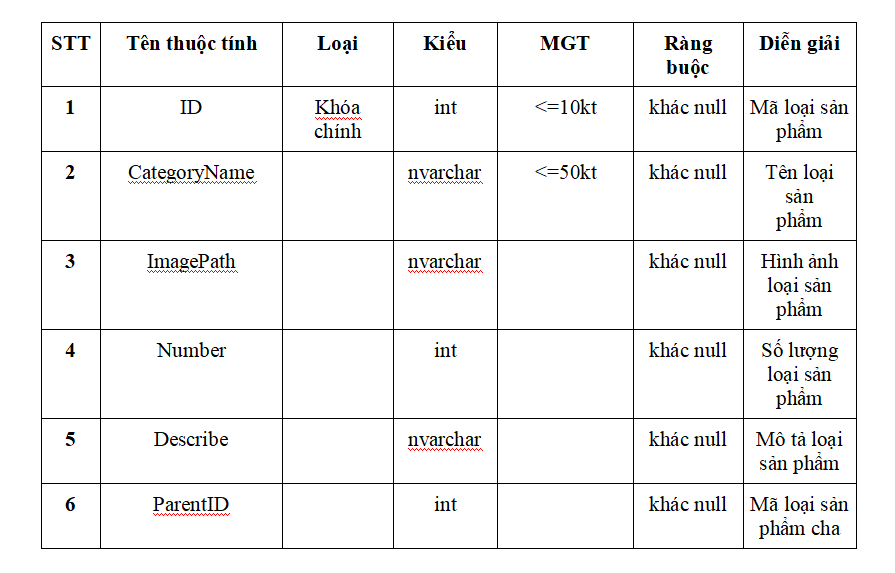 STT Tên thuộc tính Loại Kiểu MGT Ràng buộc Diễn giải
1 ID Khóa chính int <=10kt khác null Mã loại sản phẩm
2 CategoryName nvarchar <=50kt khác null Tên loại sản phẩm
3 ImagePath nvarchar khác null Hình ảnh loại sản phẩm
4 Number int khác null Số lượng loại sản phẩm
5 Describe nvarchar khác null Mô tả loại sản phẩm
6 ParentID int khác null Mã loại sản phẩm cha